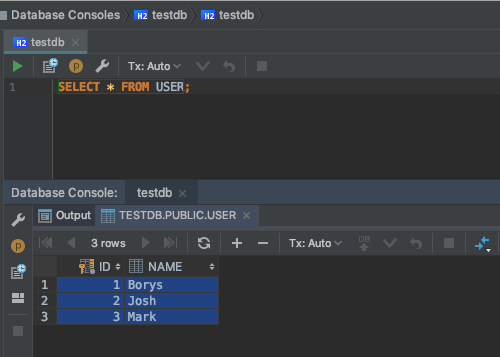 Database Consoles H2 testdb H2 testdb
H2 testdb
p Tx: Auto
1 SELECT * FROM USER;
Database Console: testdb
Output TESTDB.PUBLIC.USER
3 rows Tx: Auto DB
p
ID NAME
1 1 Borys
2 2 Josh
3 3 Mark